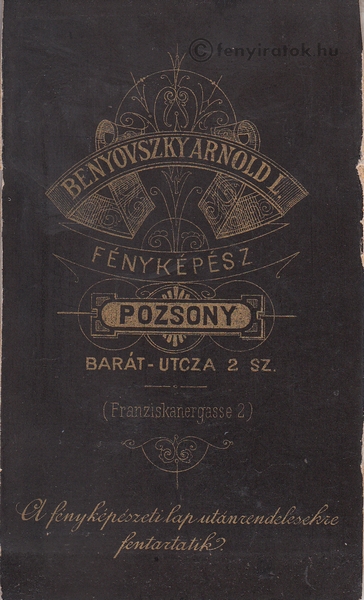 © fenyiratok.hu
BENYOVSZKY ARNOLD L.
FÉNYKÉPÉSZ
POZSONY
BARÁT-UTCZA 2 SZ.
(Franziskanergasse 2)
A fényképészeti lap utánrendelésekre
fentartatik.